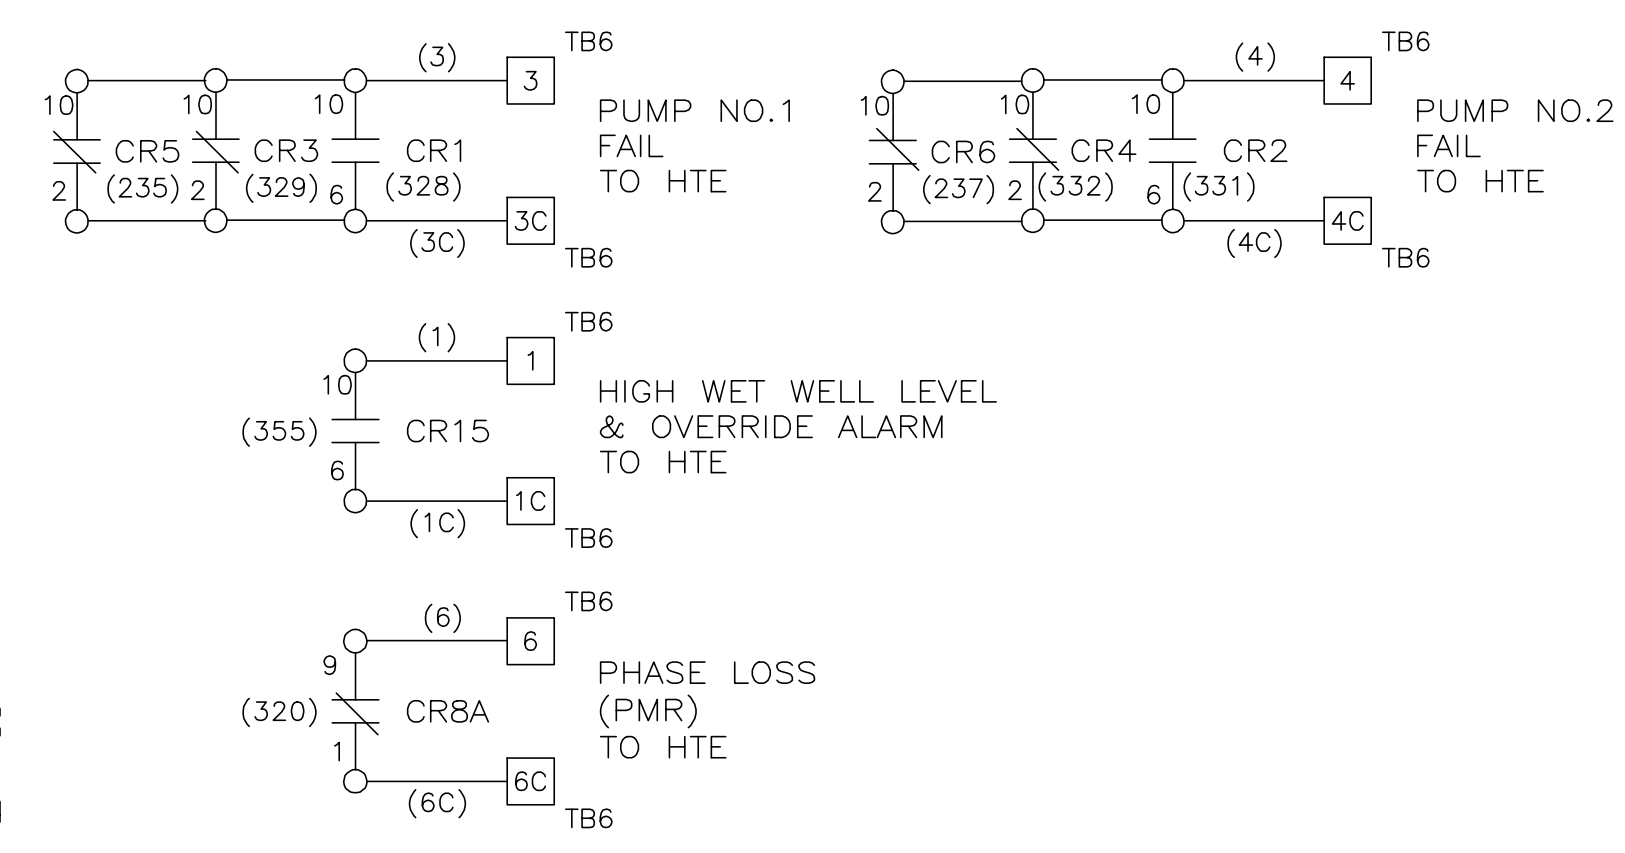 (3)
3
TB6
10
10
10
CR5
CR3
CR1
(235)
(329)
(328)
2
2
6
3C
(3C)
TB6
PUMP NO.1
FAIL
TO HTE
(4)
4
TB6
10
10
10
CR6
CR4
CR2
(237)
(332)
(331)
2
2
6
4C
(4C)
TB6
PUMP NO.2
FAIL
TO HTE
(1)
1
TB6
10
(355)
CR15
6
1C
(1C)
TB6
HIGH WET WELL LEVEL
& OVERRIDE ALARM
TO HTE
(6)
6
TB6
9
(320)
CR8A
1
6C
(6C)
TB6
PHASE LOSS
(PMR)
TO HTE